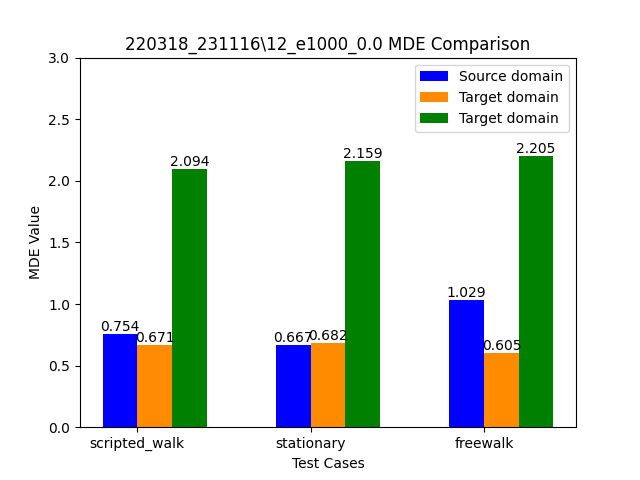 220318_231116\12_e1000_0.0 MDE Comparison
3.0
2.5
2.0
1.5
1.0
0.5
0.0
MDE Value
Source domain
Target domain
Target domain
0.754
0.671
2.094
0.667
0.682
2.159
1.029
0.605
2.205
scripted_walk
stationary
freewalk
Test Cases